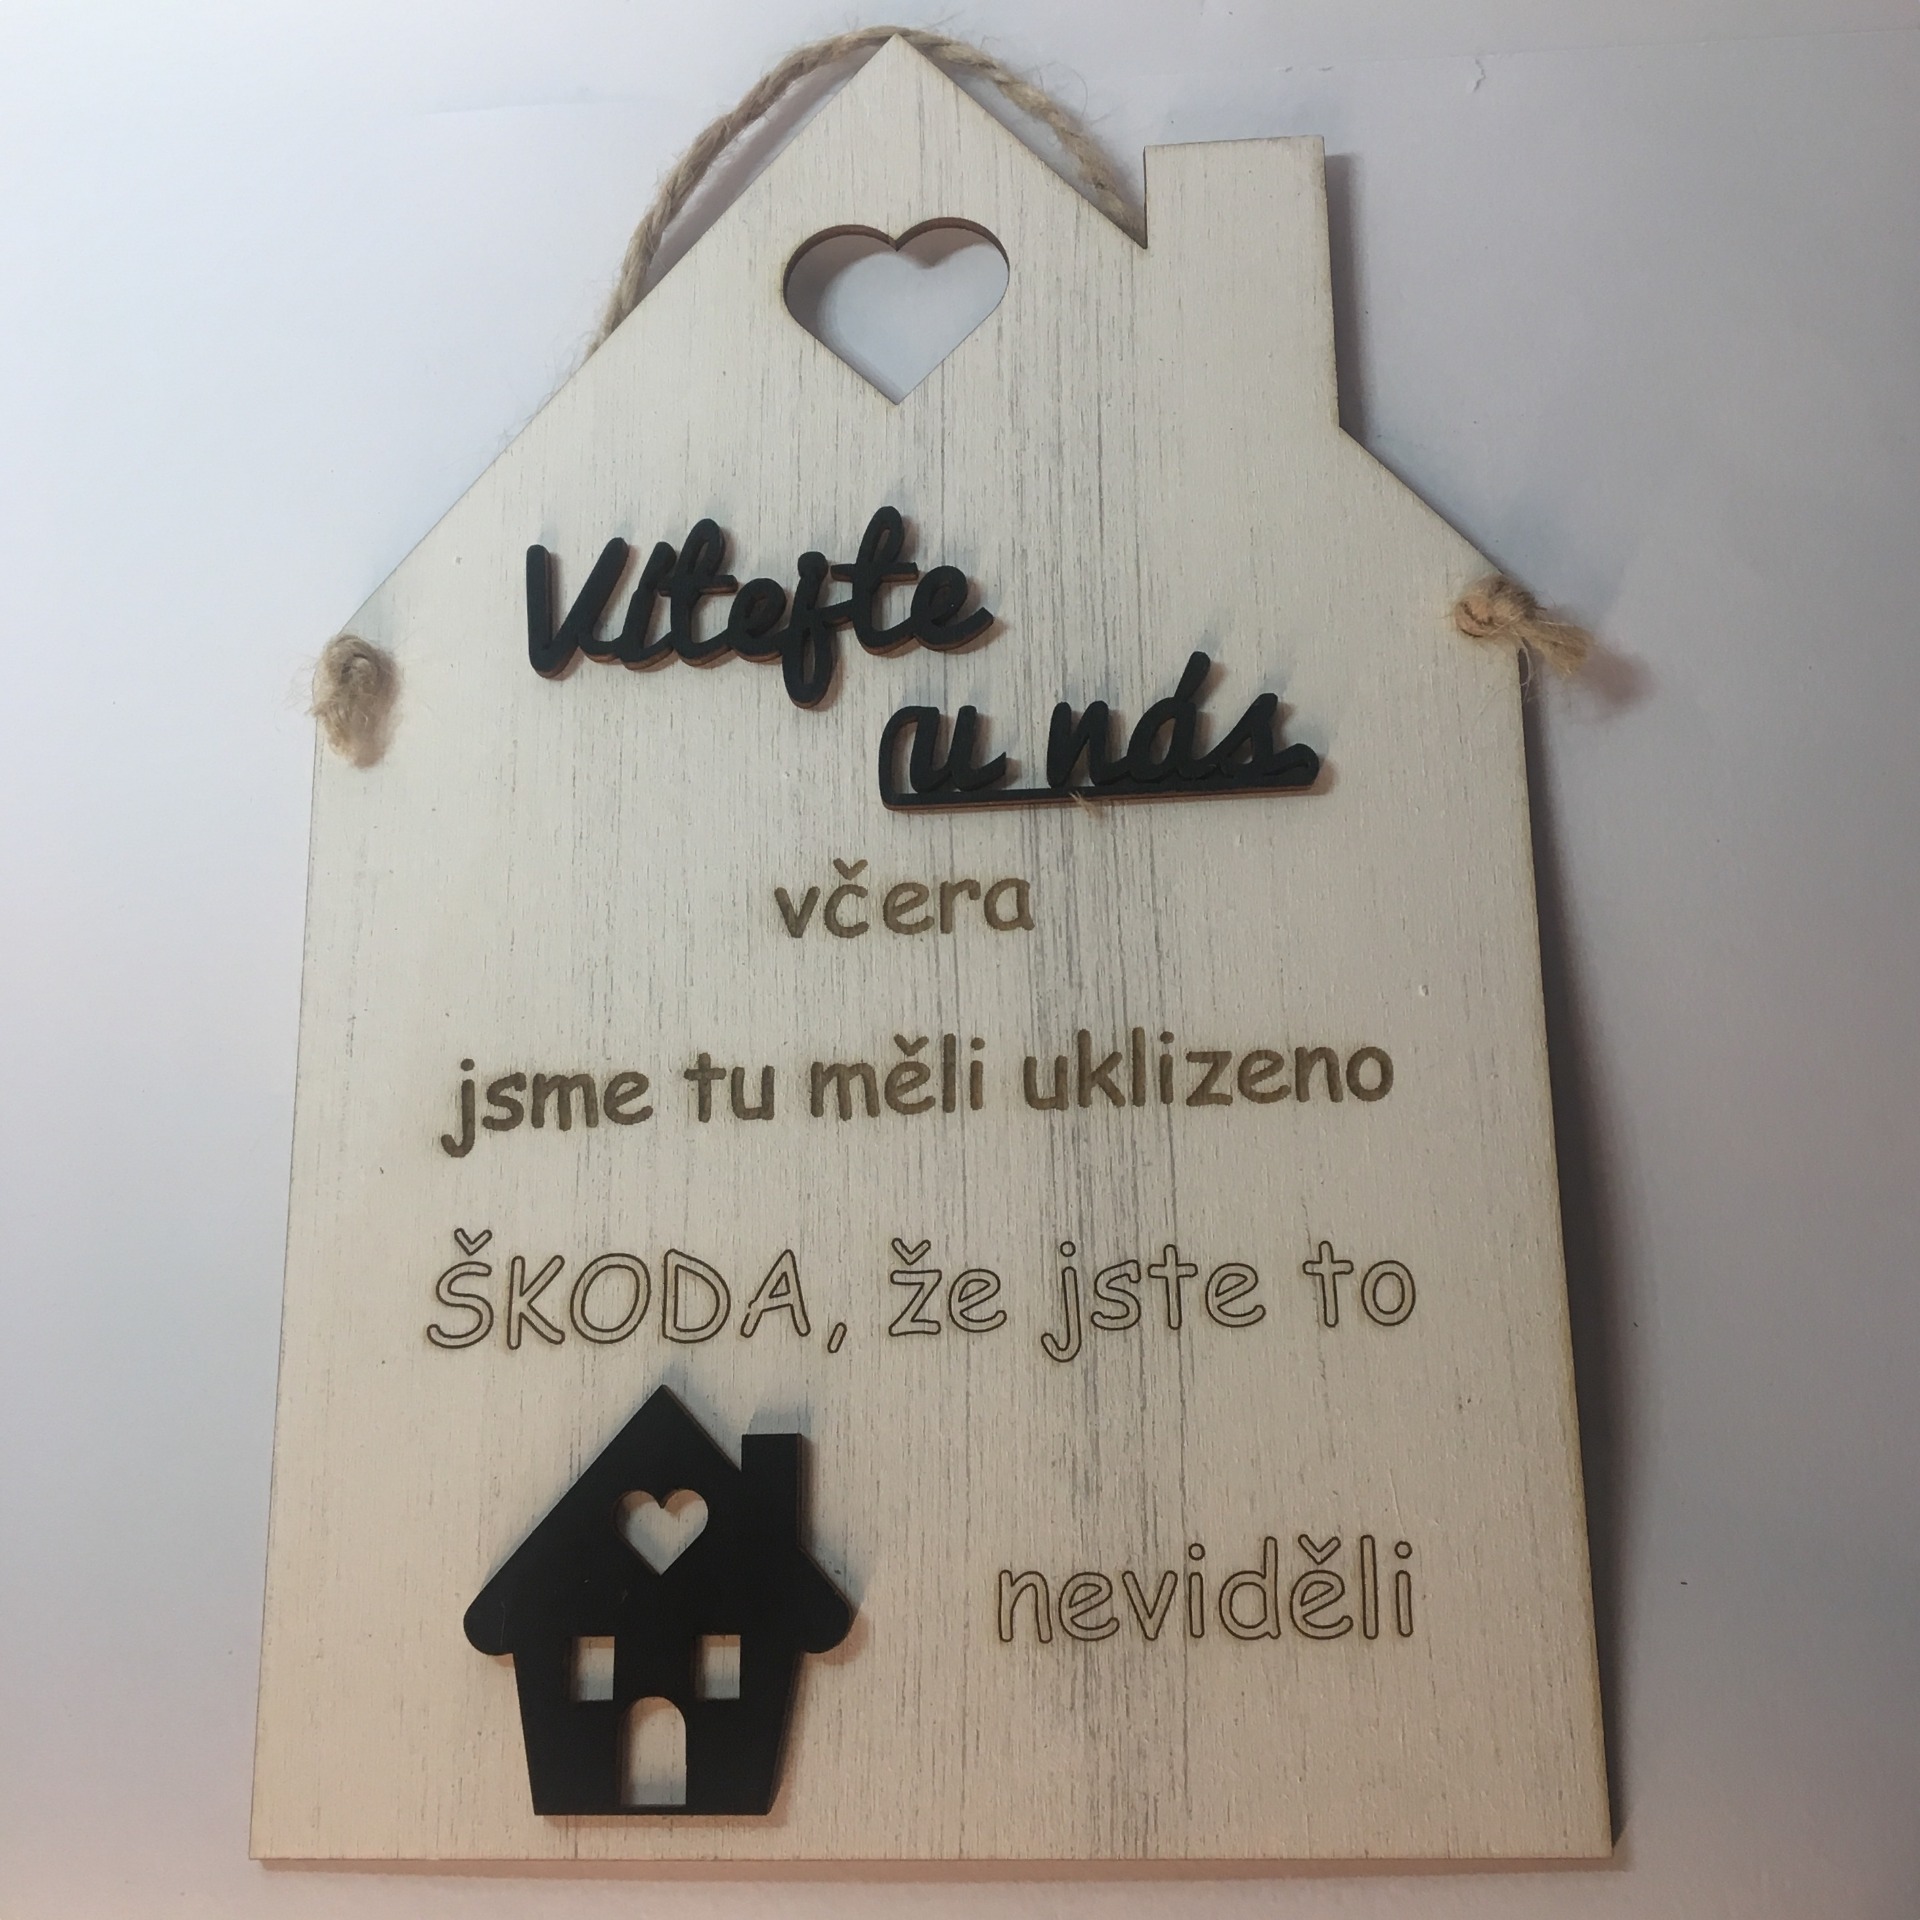 Vítejte
u nás
včera
jsme tu měli uklizeno
ŠKODA, že jste to
neviděli